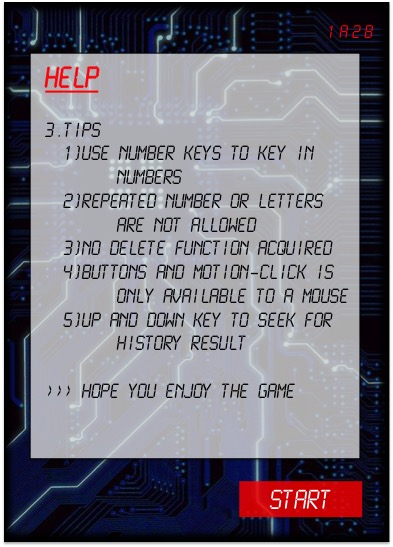 1A2B
HELP
3.TIPS
1)USE NUMBER KEYS TO KEY IN
NUMBERS
2)REPEATED NUMBER OR LETTERS
ARE NOT ALLOWED
3)NO DELETE FUNCTION ACQUIRED
4)BUTTONS AND MOTION-CLICK IS
ONLY AVAILABLE TO A MOUSE
5)UP AND DOWN KEY TO SEEK FOR
HISTORY RESULT
>>> HOPE YOU ENJOY THE GAME
START